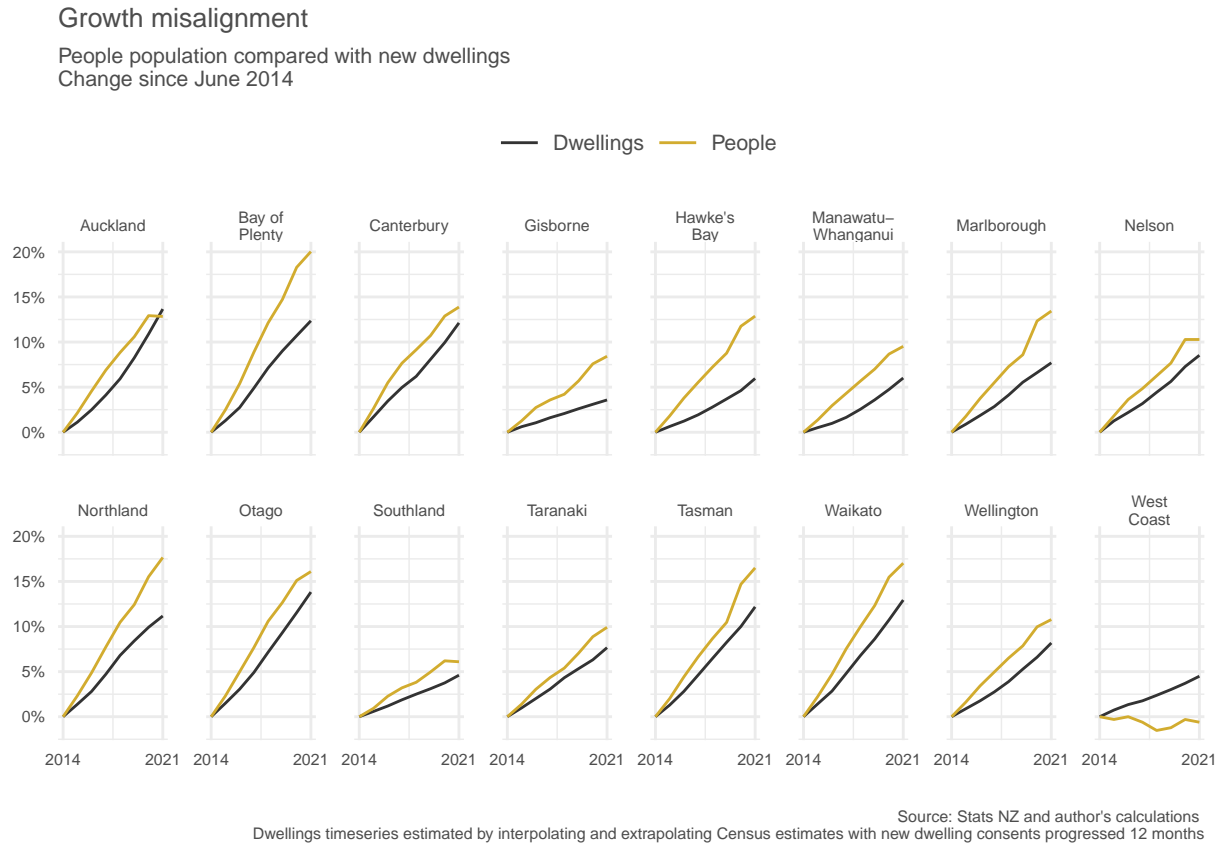 Growth misalignment
People population compared with new dwellings
Change since June 2014
Dwellings People
Auckland
Bay of
Plenty
Canterbury
Gisborne
Hawke's
Bay
Manawatu–
Whanganui
Marlborough
Nelson
20%
15%
10%
5%
0%
Northland
Otago
Southland
Taranaki
Tasman
Waikato
Wellington
West
Coast
20%
15%
10%
5%
0%
2014 2021 2014 2021 2014 2021 2014 2021 2014 2021 2014 2021 2014 2021 2014 2021
Source: Stats NZ and author's calculations
Dwellings timeseries estimated by interpolating and extrapolating Census estimates with new dwelling consents progressed 12 months